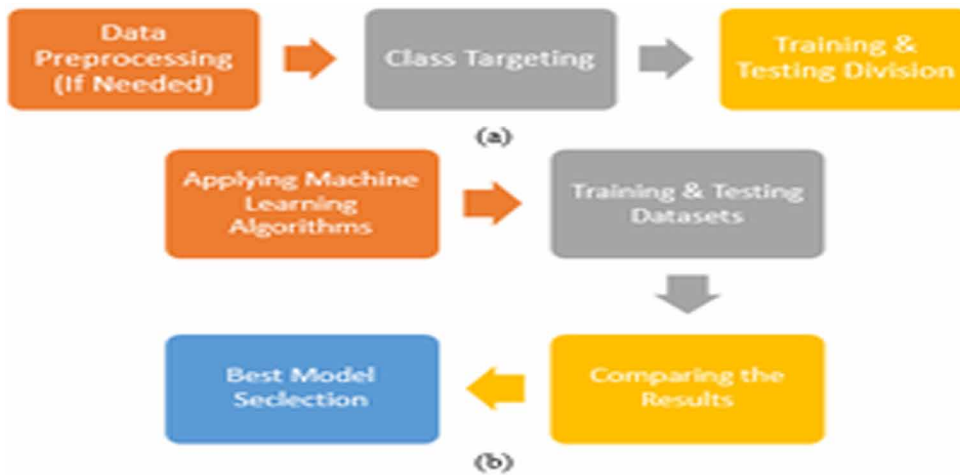 Data
Preprocessing
(If Needed)
Class Targeting
Training &
Testing Division
(a)
Applying Machine
Learning
Algorithms
Training & Testing
Datasets
Best Model
Seclection
Comparing the
Results
(b)